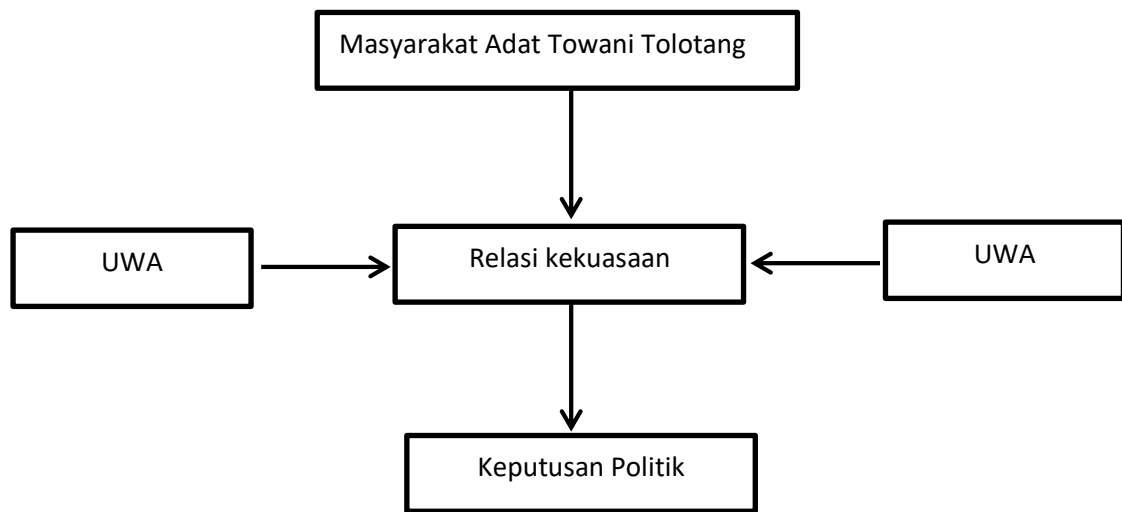 Masyarakat Adat Towani Tolotang
UWA
Relasi kekuasaan
UWA
Keputusan Politik